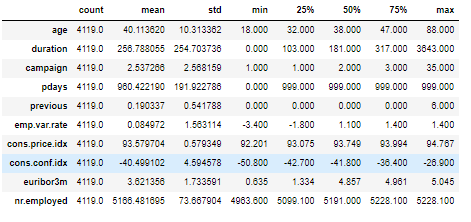 count mean std min 25% 50% 75% max
age 4119.0 40.113620 10.313362 18.000 32.000 38.000 47.000 88.000
duration 4119.0 256.788055 254.703736 0.000 103.000 181.000 317.000 3643.000
campaign 4119.0 2.537266 2.568159 1.000 1.000 2.000 3.000 35.000
pdays 4119.0 960.422190 191.922786 0.000 999.000 999.000 999.000 999.000
previous 4119.0 0.190337 0.541788 0.000 0.000 0.000 0.000 6.000
emp.var.rate 4119.0 0.084972 1.563114 -3.400 -1.800 1.100 1.400 1.400
cons.price.idx 4119.0 93.579704 0.579349 92.201 93.075 93.749 93.994 94.767
cons.conf.idx 4119.0 -40.499102 4.594578 -50.800 -42.700 -41.800 -36.400 -26.900
euribor3m 4119.0 3.621356 1.733591 0.635 1.334 4.857 4.961 5.045
nr.employed 4119.0 5166.481695 73.667904 4963.600 5099.100 5191.000 5228.100 5228.100